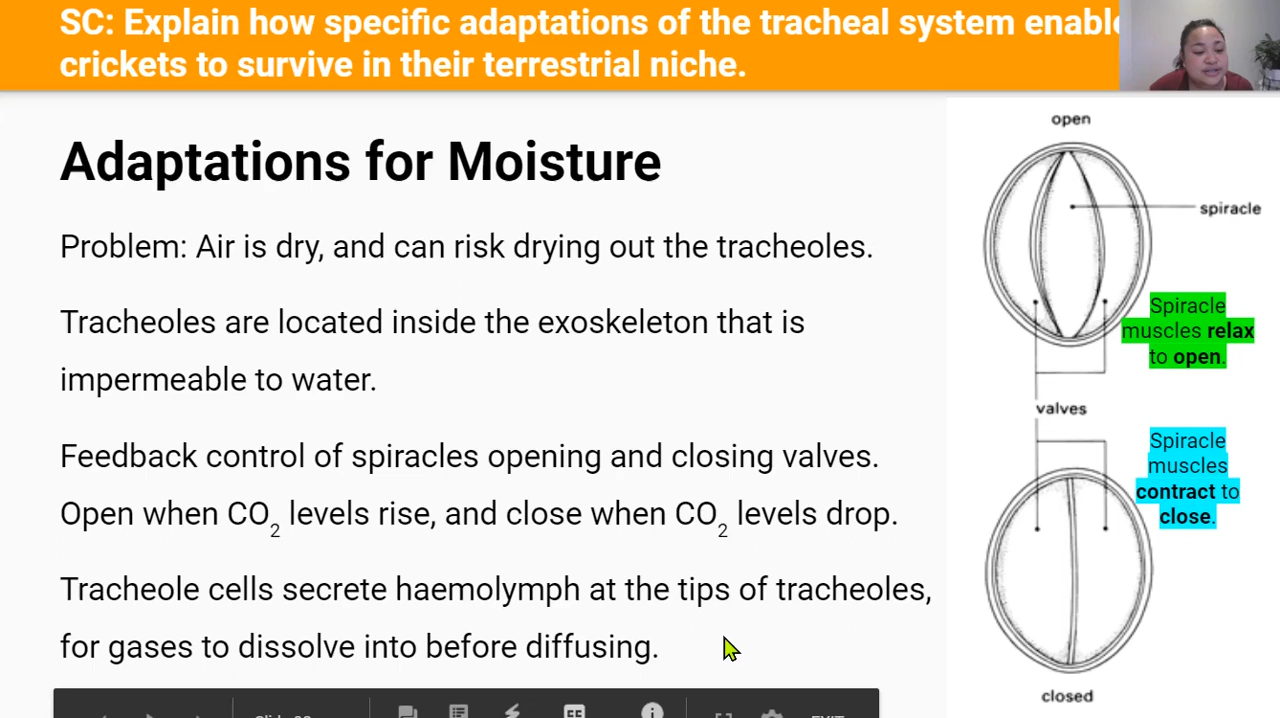 SC: Explain how specific adaptations of the tracheal system enable
crickets to survive in their terrestrial niche.
Adaptations for Moisture
Problem: Air is dry, and can risk drying out the tracheoles.
Tracheoles are located inside the exoskeleton that is
impermeable to water.
Feedback control of spiracles opening and closing valves.
Open when CO2 levels rise, and close when CO2 levels drop.
Tracheole cells secrete haemolymph at the tips of tracheoles,
for gases to dissolve into before diffusing.
open
spiracle
Spiracle
muscles relax
to open.
valves
Spiracle
muscles
contract to
close.
closed